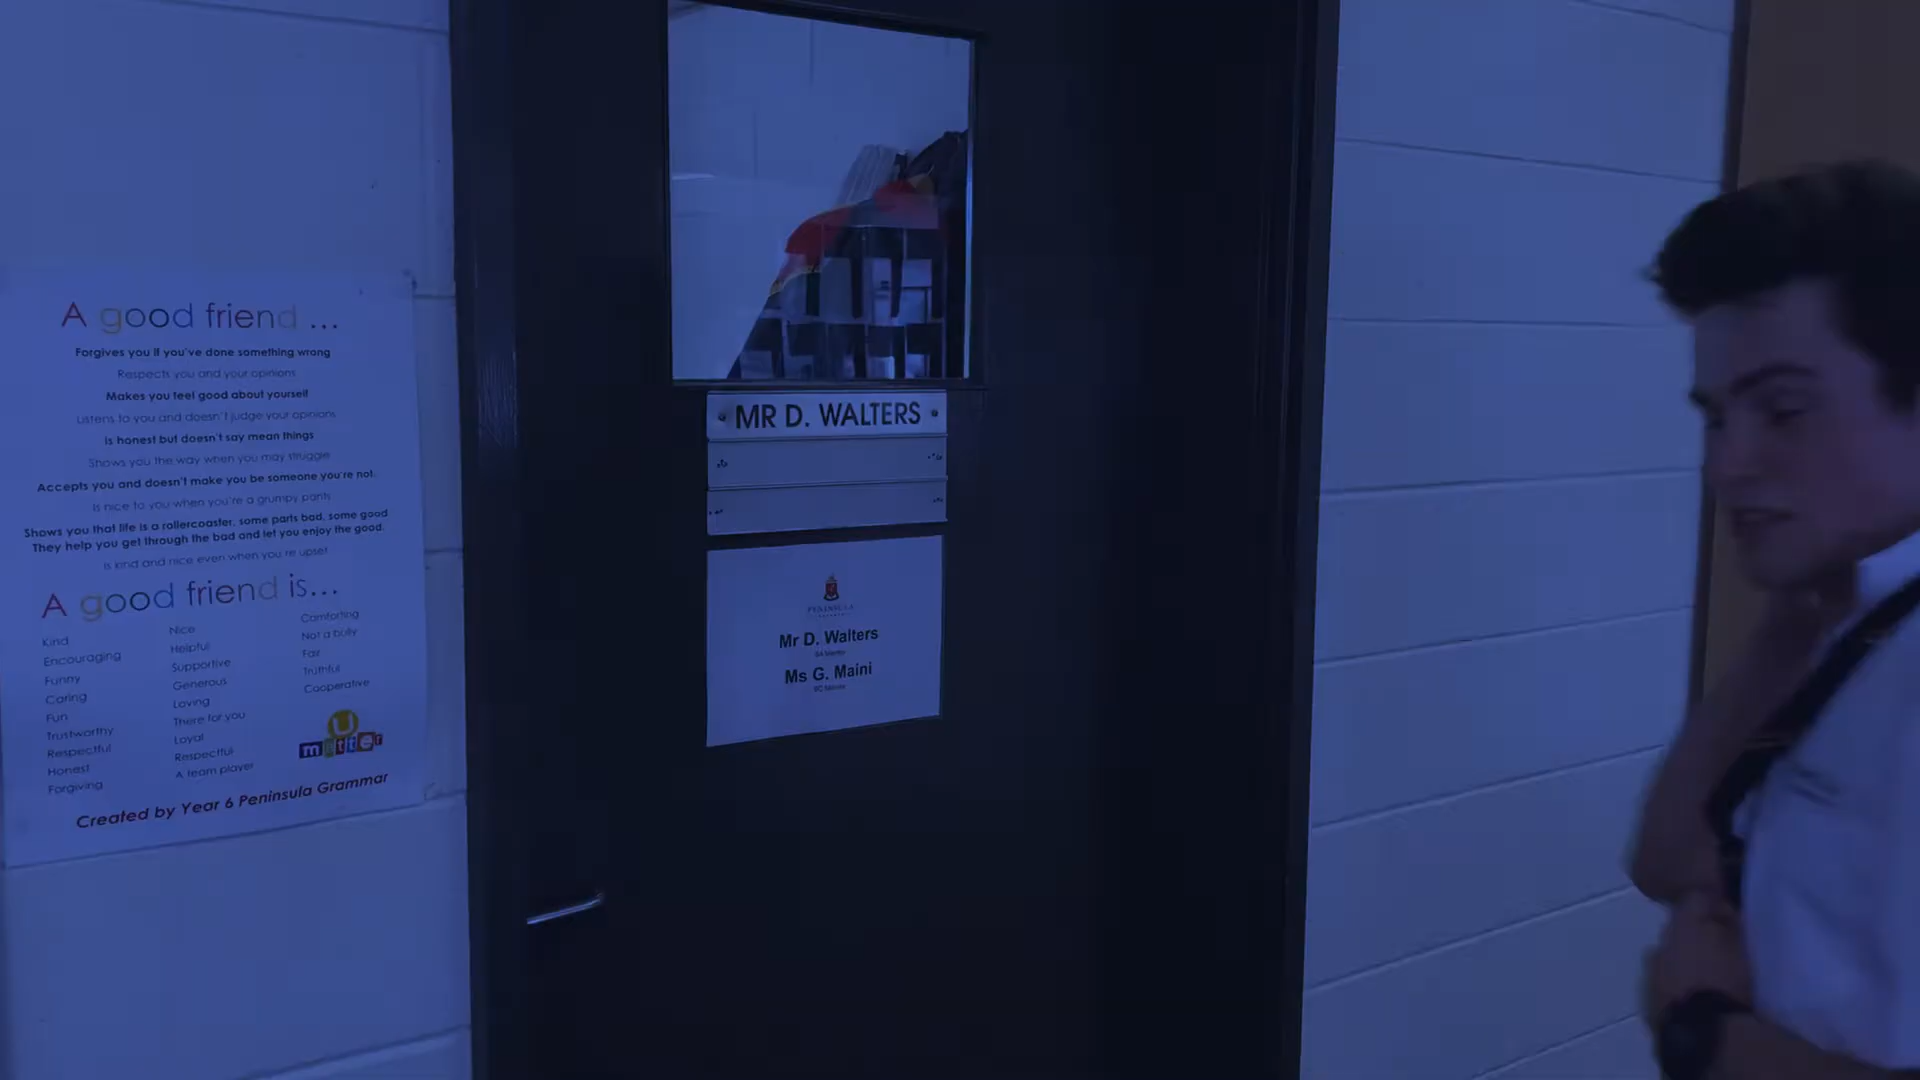 A good friend ...
Forgives you if you've done something wrong
Respects you and your opinions
Makes you feel good about yourself
Listens to you and doesn't judge your opinions
Is honest but doesn't say mean things
Shows you the way when you may struggle
Accepts you and doesn't make you be someone you're not.
Is nice to you when you're a grumpy pants
Shows you that life is a rollercoaster, some parts bad, some good
They help you get through the bad and let you enjoy the good.
Is kind and nice even when you're upset
A good friend is...
Kind
Encouraging
Funny
Caring
Fun
Trustworthy
Respectful
Honest
Forgiving
Nice
Helpful
Supportive
Generous
Loving
There for you
Loyal
Respectful
A team player
Comforting
Not a bully
Fair
Truthful
Cooperative
U
matter
Created by Year 6 Peninsula Grammar
MR D. WALTERS
PENINSULA
Mr D. Walters
Ms G. Maini